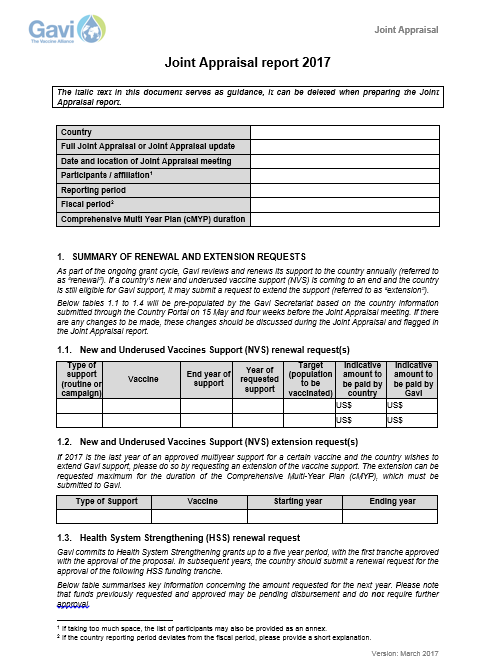 Gavi
The Vaccine Alliance
Joint Appraisal
Joint Appraisal report 2017
The italic text in this document serves as guidance, it can be deleted when preparing the Joint
Appraisal report.
Country
Full Joint Appraisal or Joint Appraisal update
Date and location of Joint Appraisal meeting
Participants / affiliation¹
Reporting period
Fiscal period²
Comprehensive Multi Year Plan (cMYP) duration
1. SUMMARY OF RENEWAL AND EXTENSION REQUESTS
As part of the ongoing grant cycle, Gavi reviews and renews its support to the country annually (referred to
as "renewal"). If a country's new and underused vaccine support (NVS) is coming to an end and the country
is still eligible for Gavi support, it may submit a request to extend the support (referred to as "extension").
Below tables 1.1 to 1.4 will be pre-populated by the Gavi Secretariat based on the country information
submitted through the Country Portal on 15 May and four weeks before the Joint Appraisal meeting. If there
are any changes to be made, these changes should be discussed during the Joint Appraisal and flagged in
the Joint Appraisal report.
1.1. New and Underused Vaccines Support (NVS) renewal request(s)
Type of support (routine or campaign) Vaccine End year of support Year of requested support Target (population to be vaccinated) Indicative amount to be paid by country Indicative amount to be paid by Gavi
US$ US$
US$ US$
1.2. New and Underused Vaccines Support (NVS) extension request(s)
If 2017 is the last year of an approved multiyear support for a certain vaccine and the country wishes to
extend Gavi support, please do so by requesting an extension of the vaccine support. The extension can be
requested maximum for the duration of the Comprehensive Multi-Year Plan (cMYP), which must be
submitted to Gavi.
Type of Support Vaccine Starting year Ending year
1.3. Health System Strengthening (HSS) renewal request
Gavi commits to Health System Strengthening grants up to a five year period, with the first tranche approved
with the approval of the proposal. In subsequent years, the country should submit a renewal request for the
approval of the following HSS funding tranche.
Below table summarises key information concerning the amount requested for the next year. Please note
that funds previously requested and approved may be pending disbursement and do not require further
approval.
¹ If taking too much space, the list of participants may also be provided as an annex.
² If the country reporting period deviates from the fiscal period, please provide a short explanation.
Version: March 2017